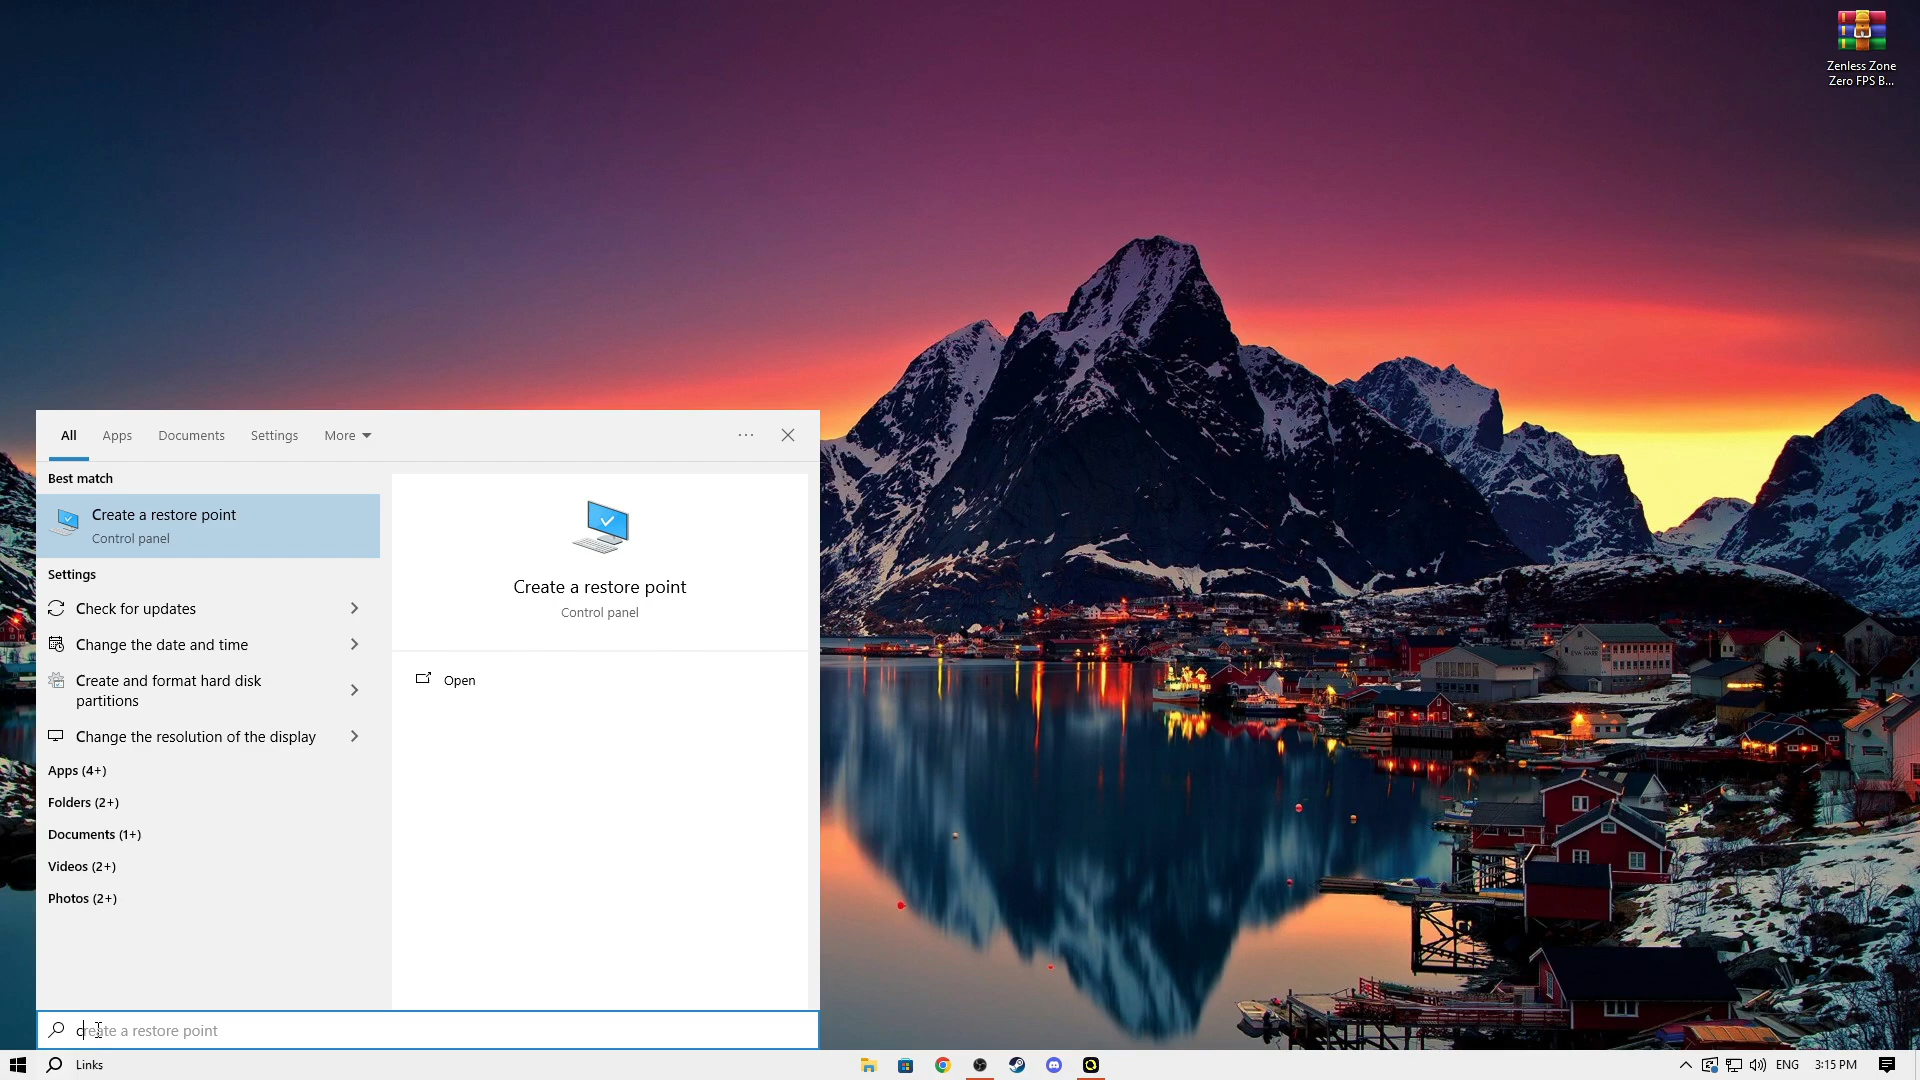 Zenless Zone
Zero FPS B...
All
Apps
Documents
Settings
More
Best match
Create a restore point
Control panel
Settings
Check for updates
Change the date and time
Create and format hard disk
partitions
Change the resolution of the display
Apps (4+)
Folders (2+)
Documents (1+)
Videos (2+)
Photos (2+)
Create a restore point
Control panel
Open
create a restore point
Links
ENG
3:15 PM